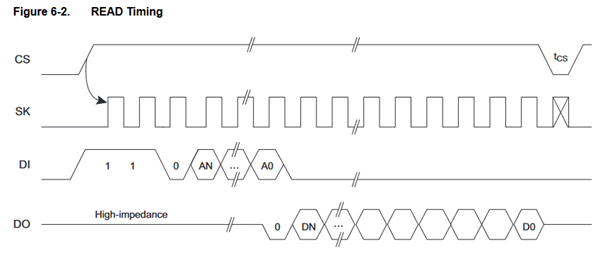 Figure 6-2. READ Timing
CS
tCS
SK
DI
1 1 0 AN ... A0
DO
High-impedance
0 DN ... D0